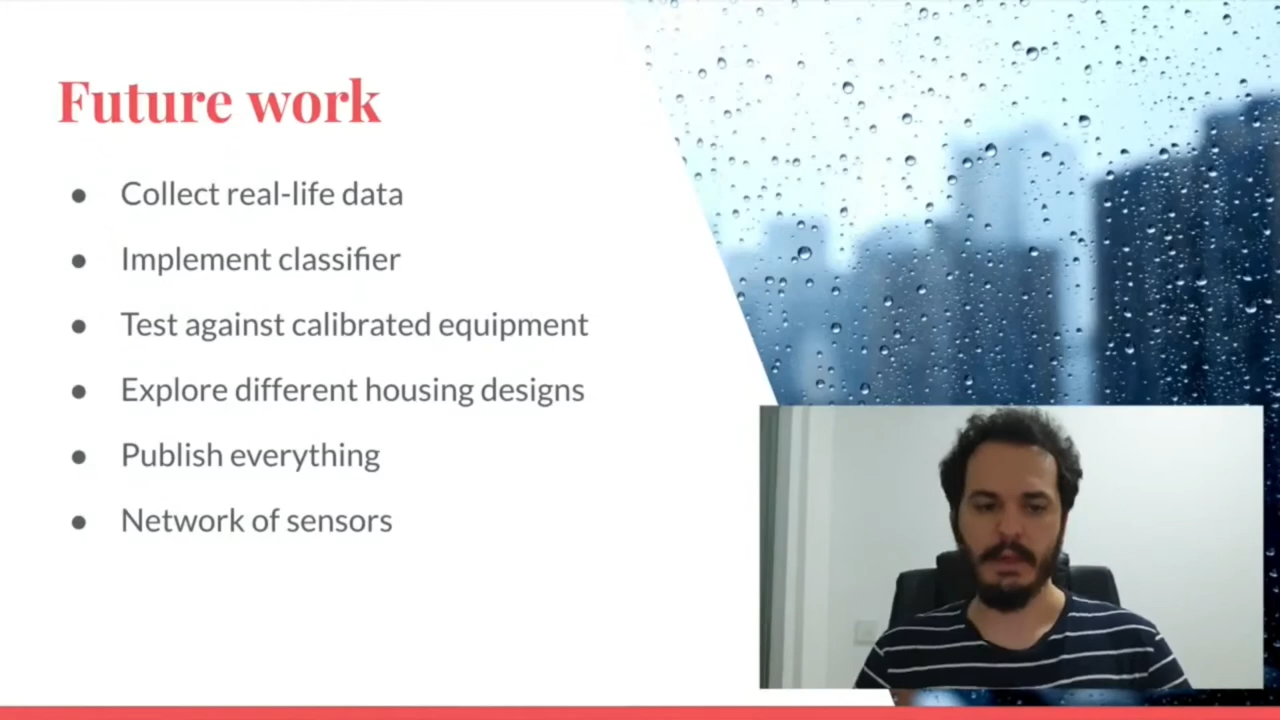 Future work
● Collect real-life data
● Implement classifier
● Test against calibrated equipment
● Explore different housing designs
● Publish everything
● Network of sensors